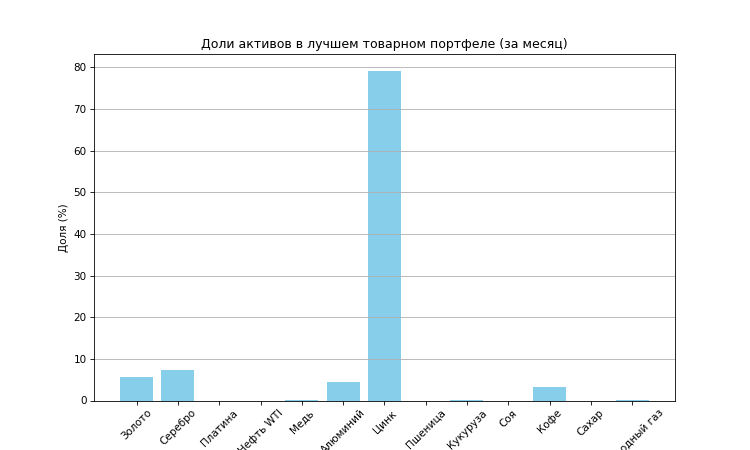 Доли активов в лучшем товарном портфеле (за месяц)
Доля (%)
80
70
60
50
40
30
20
10
0
Золото
Серебро
Платина
Нефть WTI
Медь
Алюминий
Цинк
Пшеница
Кукуруза
Соя
Кофе
Сахар
одный газ